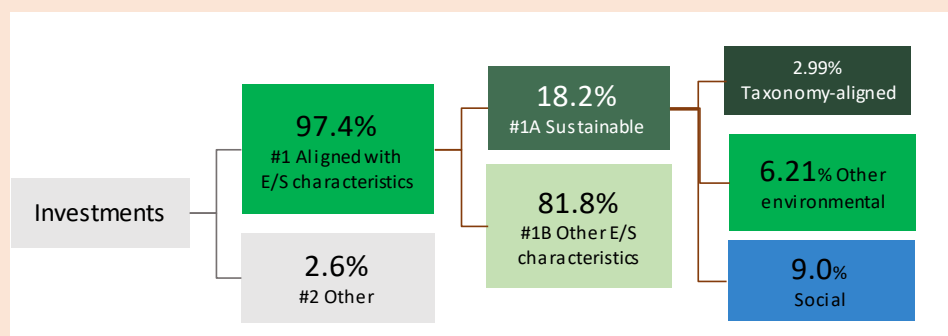 Investments
97.4%
#1 Aligned with
E/S characteristics
2.6%
#2 Other
18.2%
#1A Sustainable
81.8%
#1B Other E/S
characteristics
2.99%
Taxonomy-aligned
6.21% Other
environmental
9.0%
Social